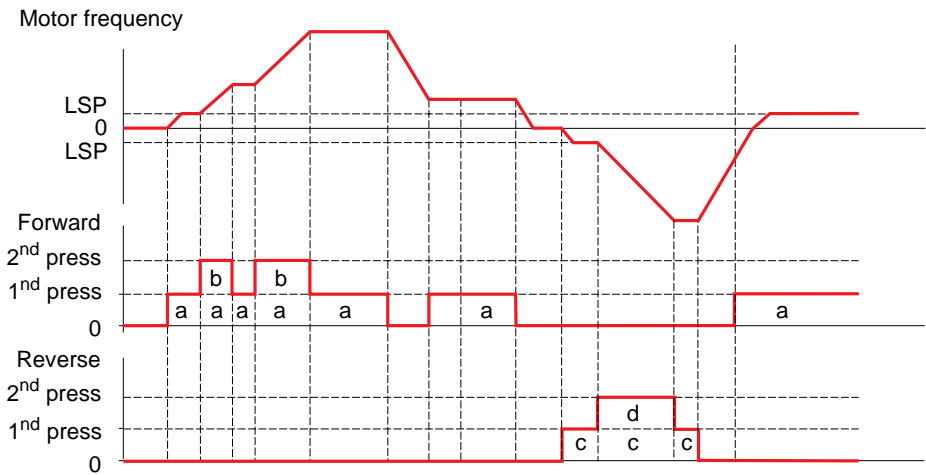 Motor frequency
LSP
0
LSP
Forward
2nd press
b b
1nd press
a a a a a a a
0
Reverse
2nd press
d
1nd press
c c c
0